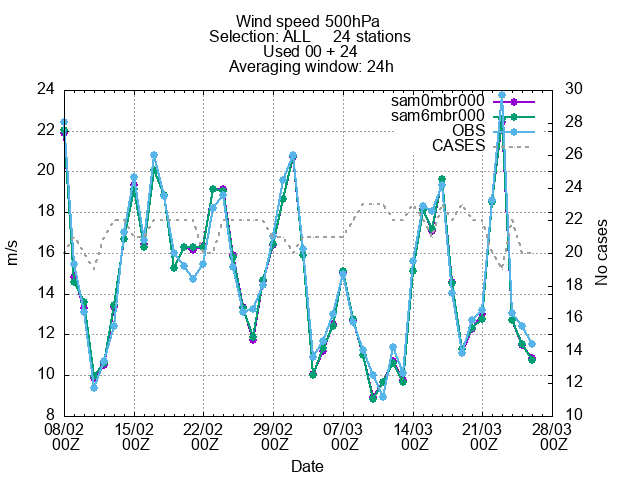 Wind speed 500hPa
Selection: ALL     24 stations
Used 00 + 24
Averaging window: 24h
sam0mbr000
sam6mbr000
OBS
CASES
24
22
20
18
16
14
12
10
8
m/s
30
28
26
24
22
20
18
16
14
12
10
No cases
08/02 15/02 22/02 29/02 07/03 14/03 21/03 28/03
00Z 00Z 00Z 00Z 00Z 00Z 00Z 00Z
Date